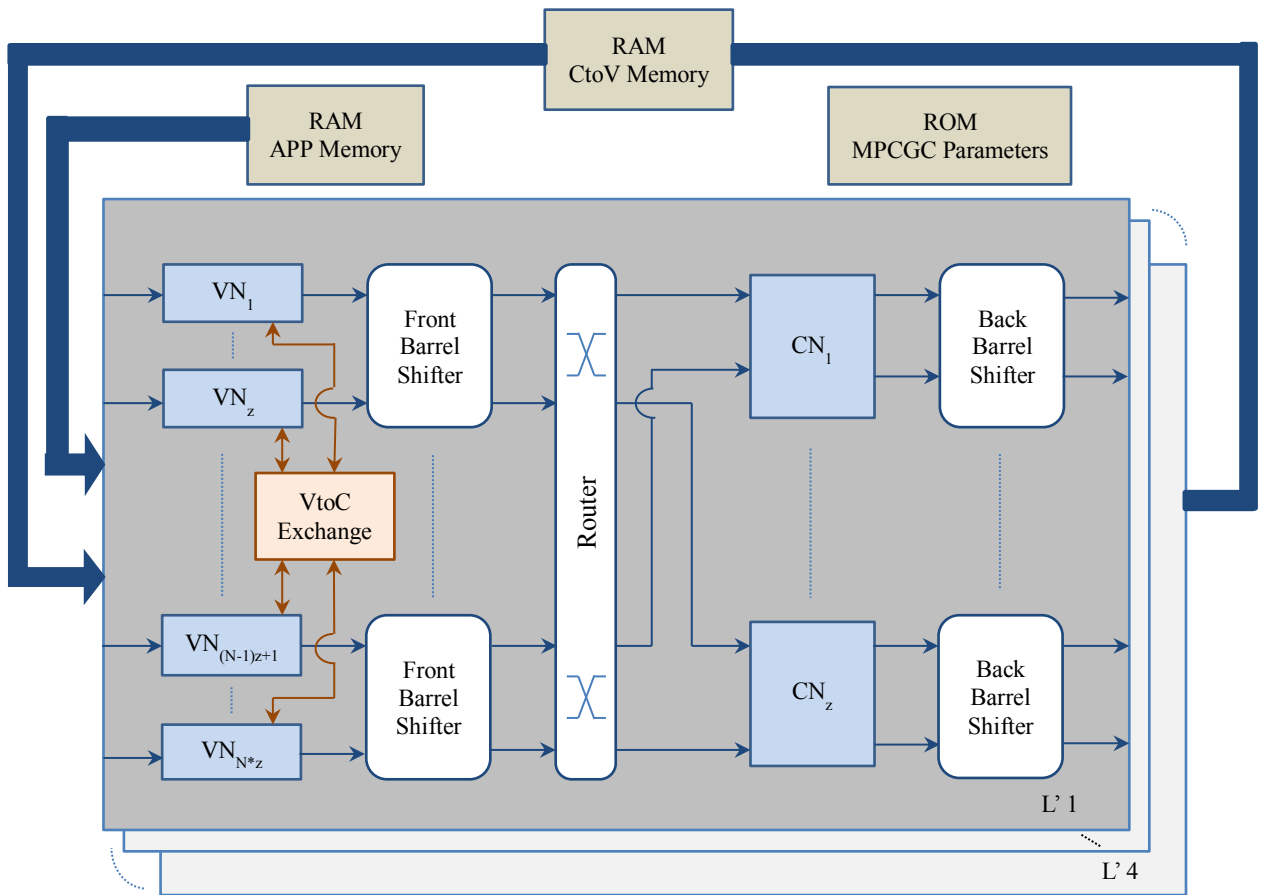 RAM
CtoV Memory
RAM
APP Memory
ROM
MPCGC Parameters
VN1
Front
Barrel
Shifter
CN1
Back
Barrel
Shifter
VNz
VtoC
Exchange
Router
VN(N-1)z+1
Front
Barrel
Shifter
CNz
Back
Barrel
Shifter
VNN*z
L’ 1
L’ 4